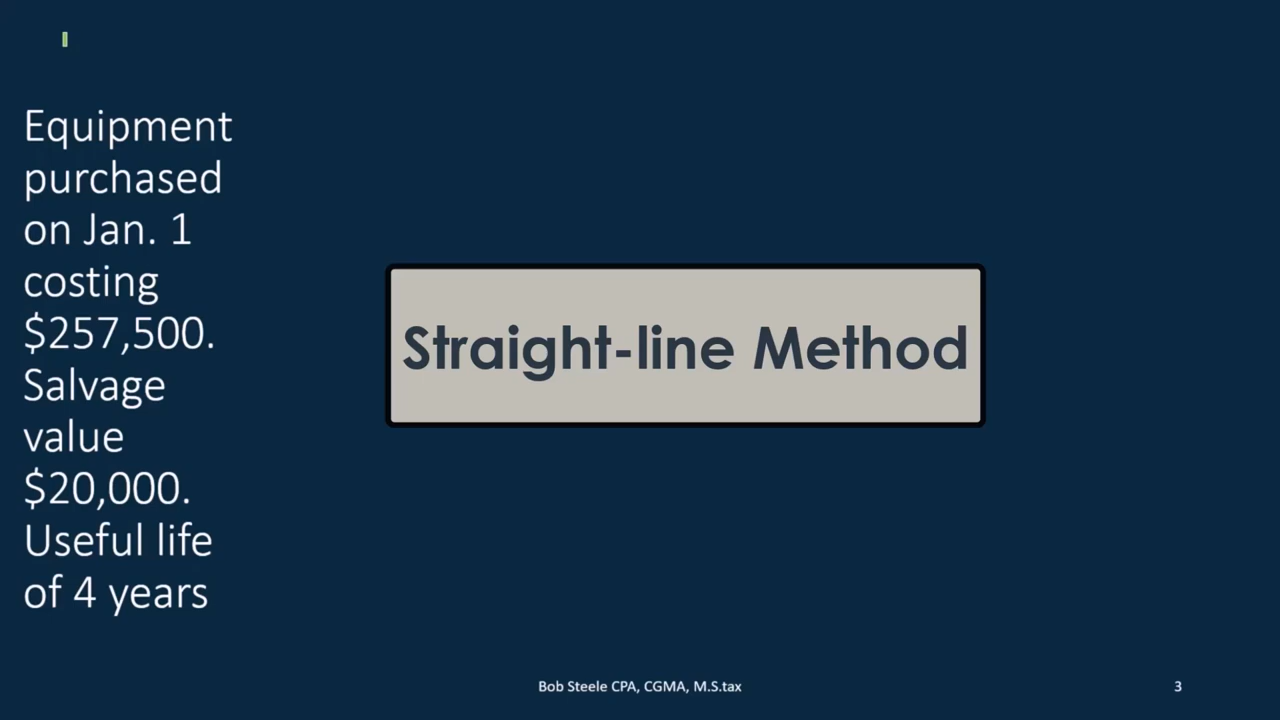 Equipment
purchased
on Jan. 1
costing
$257,500.
Salvage
value
$20,000.
Useful life
of 4 years
Straight-line Method
Bob Steele CPA, CGMA, M.S.tax
3